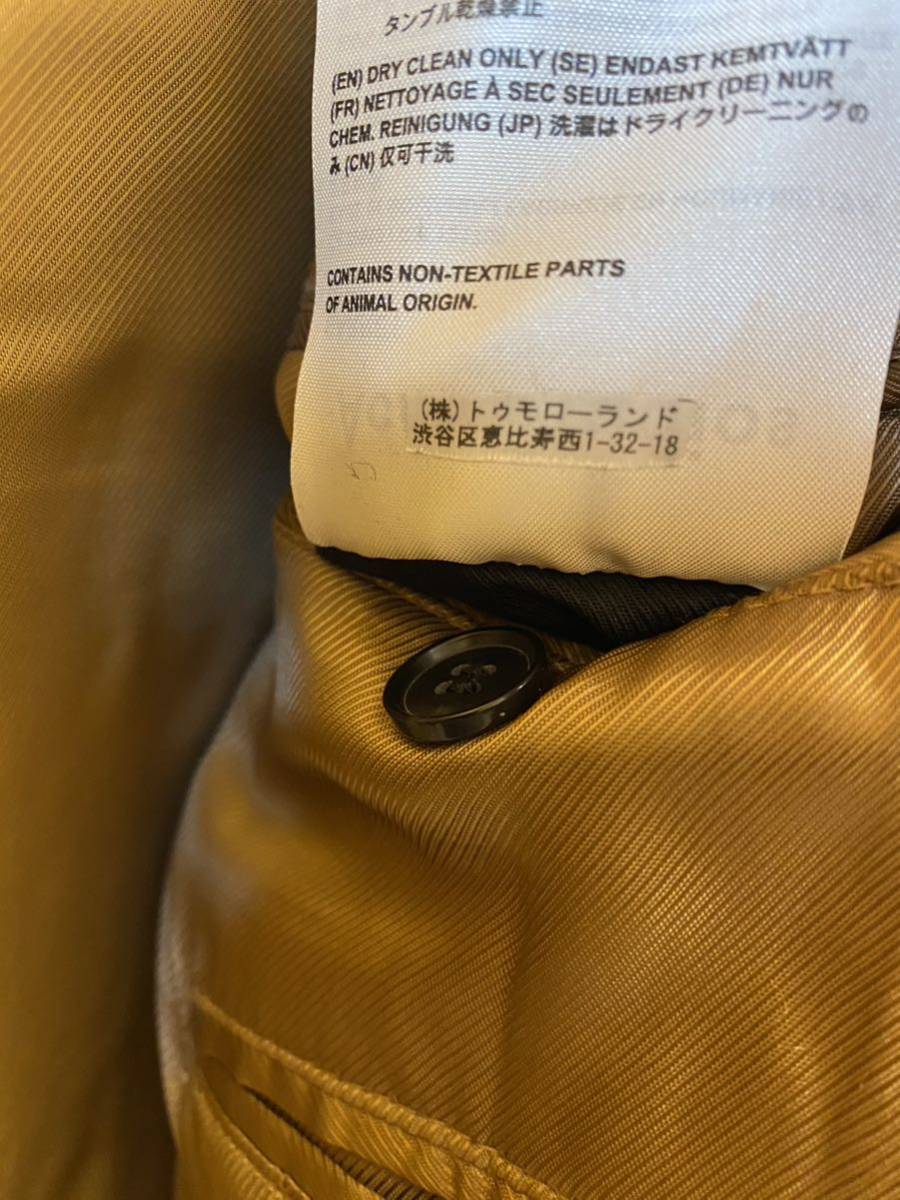 タンブル乾燥禁止
(EN) DRY CLEAN ONLY (SE) ENDAST KEMTVÄTT
(FR) NETTOYAGE À SEC SEULEMENT (DE) NUR
CHEM. REINIGUNG (JP) 洗濯はドライクリーニングの
み (CN) 仅可干洗
CONTAINS NON-TEXTILE PARTS
OF ANIMAL ORIGIN.
(株)トゥモローランド
渋谷区恵比寿西1-32-18